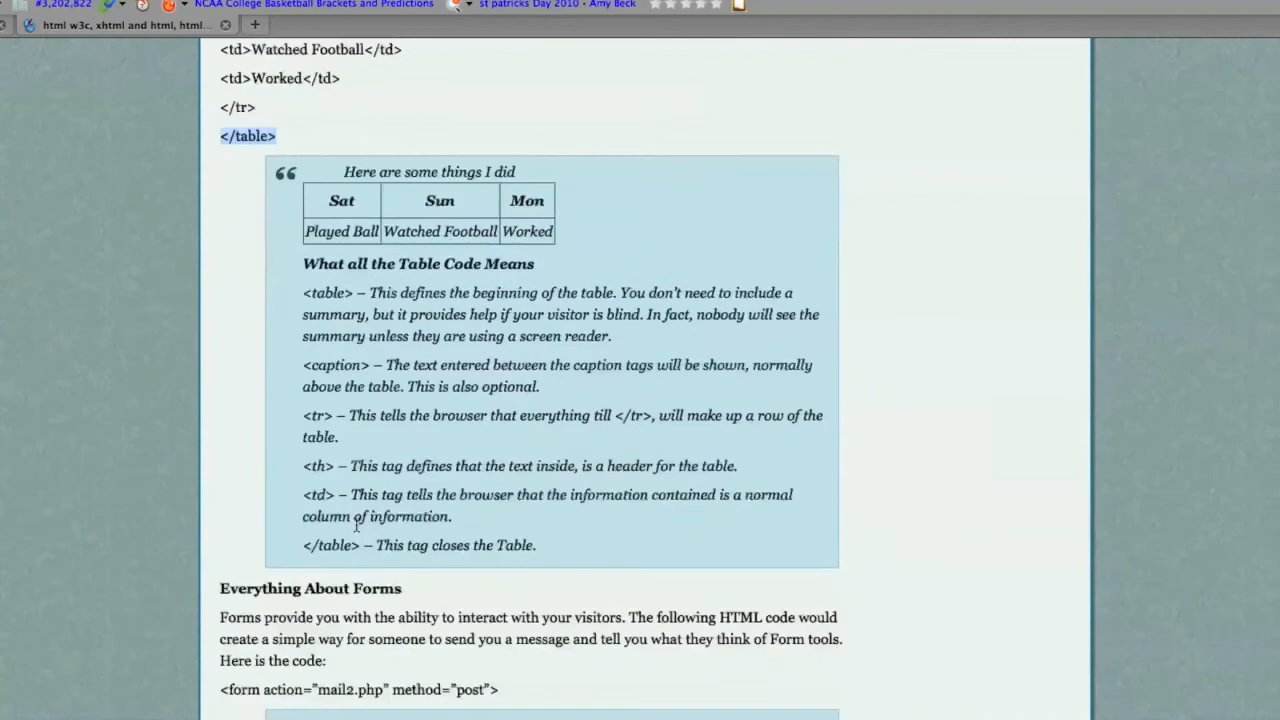 #3,202,822 NCAA College Basketball Brackets and Predictions st patricks Day 2010 - Amy Beck
html w3c, xhtml and html, html...
<td>Watched Football</td>
<td>Worked</td>
</tr>
</table>
Here are some things I did
Sat Sun Mon
Played Ball Watched Football Worked
What all the Table Code Means
<table> – This defines the beginning of the table. You don’t need to include a
summary, but it provides help if your visitor is blind. In fact, nobody will see the
summary unless they are using a screen reader.
<caption> – The text entered between the caption tags will be shown, normally
above the table. This is also optional.
<tr> – This tells the browser that everything till </tr>, will make up a row of the
table.
<th> – This tag defines that the text inside, is a header for the table.
<td> – This tag tells the browser that the information contained is a normal
column of information.
</table> – This tag closes the Table.
Everything About Forms
Forms provide you with the ability to interact with your visitors. The following HTML code would
create a simple way for someone to send you a message and tell you what they think of Form tools.
Here is the code:
<form action=”mail2.php” method=”post”>